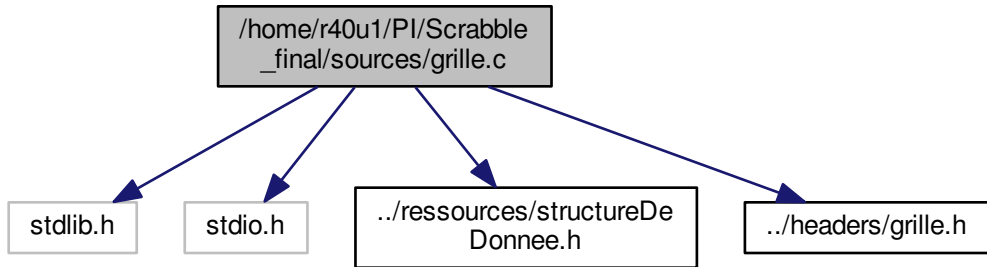 /home/r40u1/PI/Scrabble
_final/sources/grille.c
stdlib.h
stdio.h
../ressources/structureDe
Donnee.h
../headers/grille.h